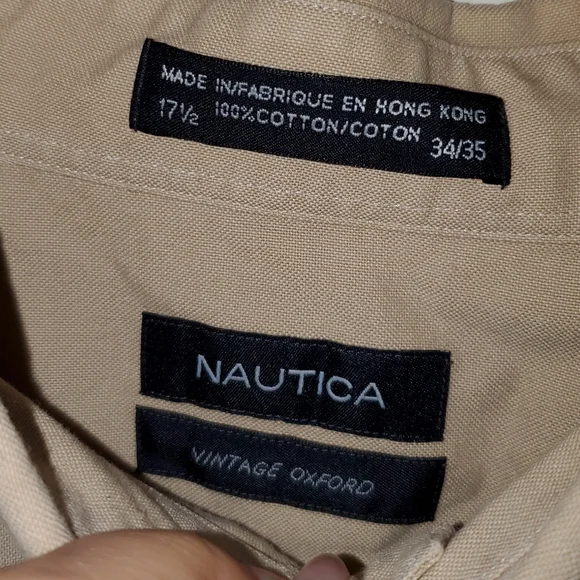 MADE IN/FABRIQUE EN HONG KONG
17½ 100%COTTON/COTON 34/35
NAUTICA
VINTAGE OXFORD